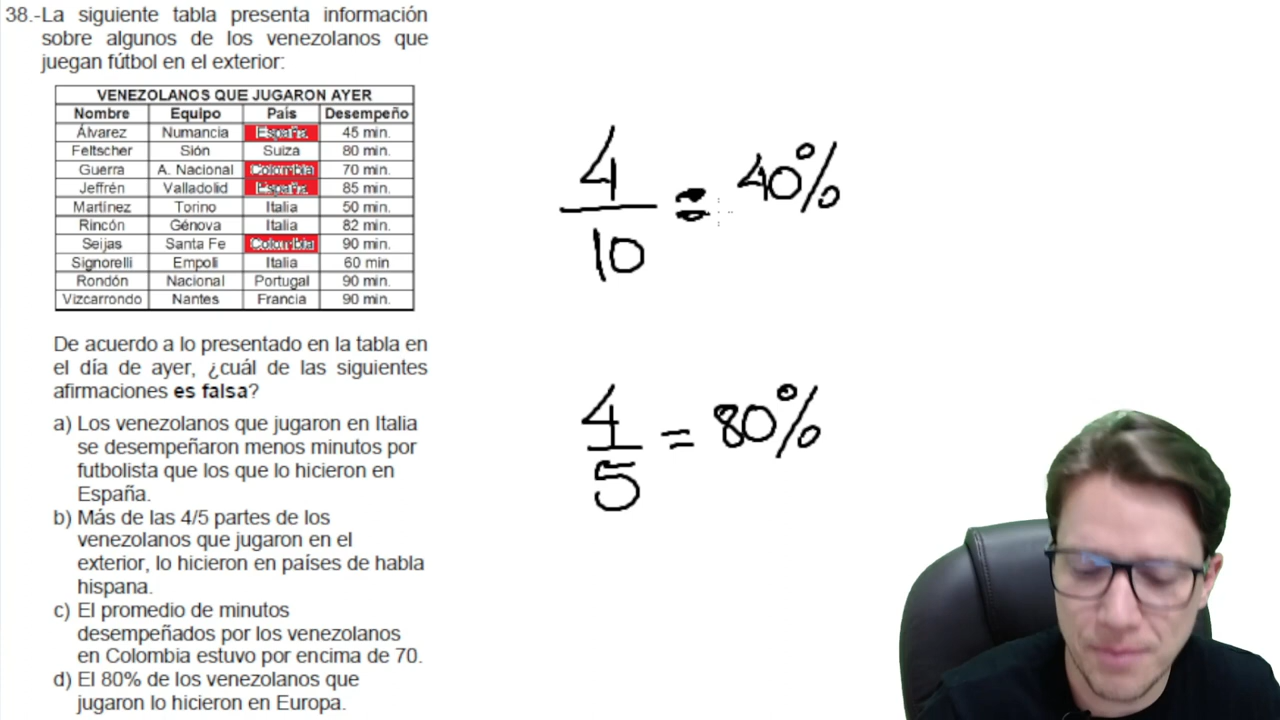 38.-La siguiente tabla presenta información
sobre algunos de los venezolanos que
juegan fútbol en el exterior:
VENEZOLANOS QUE JUGARON AYER
Nombre Equipo País Desempeño
Álvarez Numancia España 45 min.
Feltscher Sión Suiza 80 min.
Guerra A. Nacional Colombia 70 min.
Jeffrén Valladolid España 85 min.
Martínez Torino Italia 50 min.
Rincón Génova Italia 82 min.
Seijas Santa Fe Colombia 90 min.
Signorelli Empoli Italia 60 min
Rondón Nacional Portugal 90 min.
Vizcarrondo Nantes Francia 90 min.
De acuerdo a lo presentado en la tabla en
el día de ayer, ¿cuál de las siguientes
afirmaciones es falsa?
a) Los venezolanos que jugaron en Italia
se desempeñaron menos minutos por
futbolista que los que lo hicieron en
España.
b) Más de las 4/5 partes de los
venezolanos que jugaron en el
exterior, lo hicieron en países de habla
hispana.
c) El promedio de minutos
desempeñados por los venezolanos
en Colombia estuvo por encima de 70.
d) El 80% de los venezolanos que
jugaron lo hicieron en Europa.
4/10 = 40%
4/5 = 80%